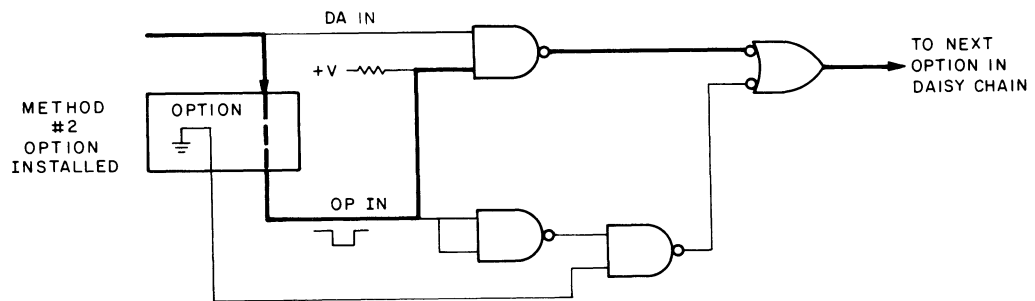 DA IN
+V
METHOD
#2
OPTION
INSTALLED
OPTION
OP IN
TO NEXT
OPTION IN
DAISY CHAIN